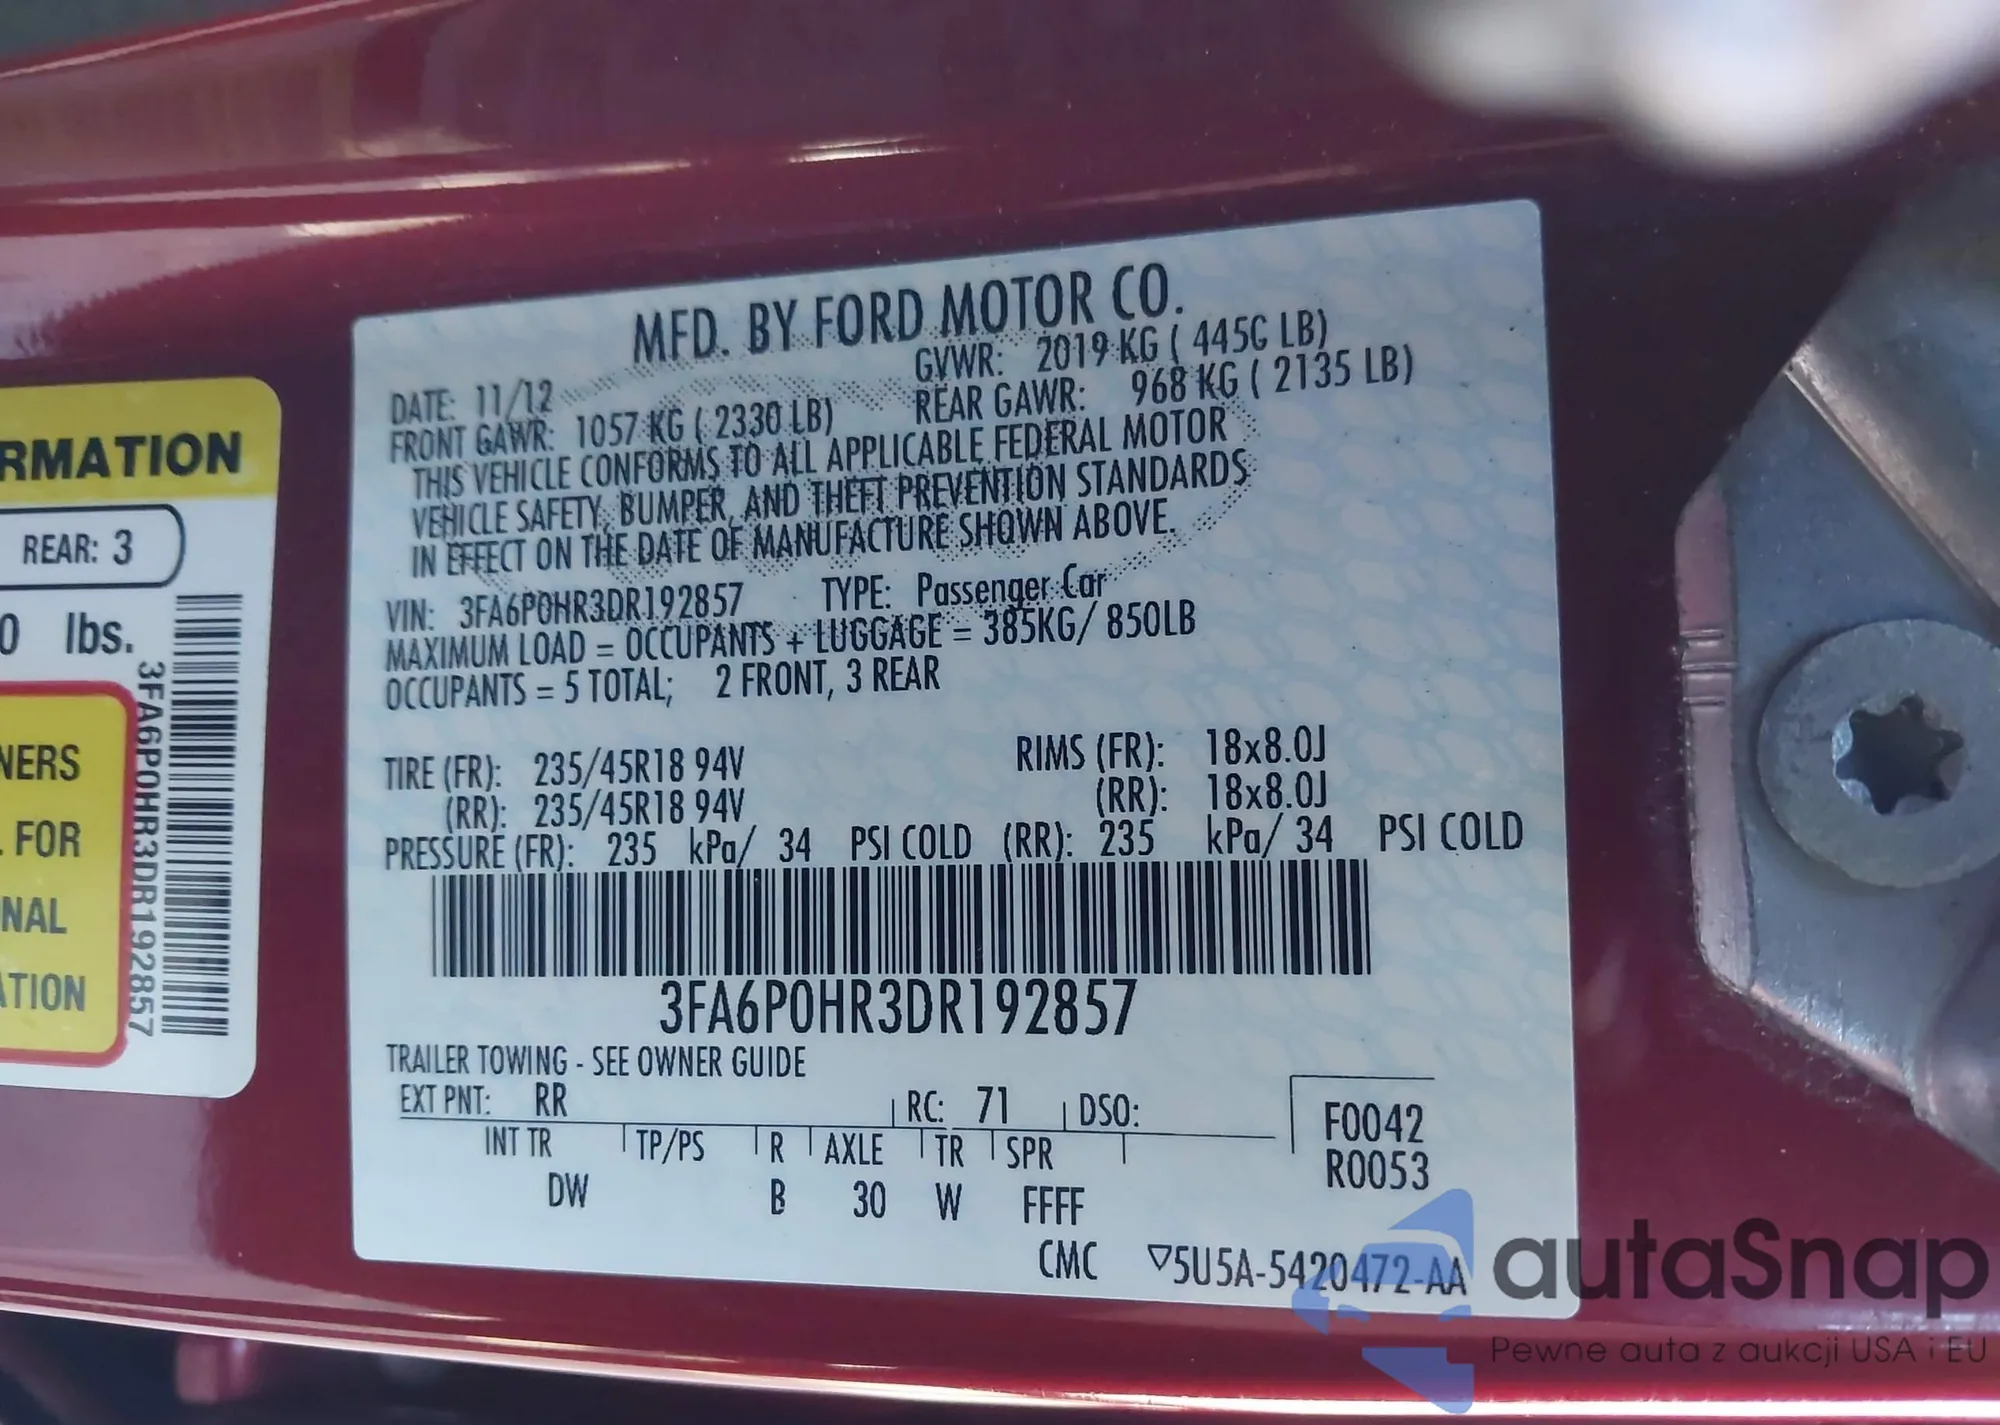 RMATION
REAR: 3
0 lbs.
NERS
FOR
NAL
ATION
3FA6P0HR3DR192857
MFD. BY FORD MOTOR CO.
DATE: 11/12 GVWR: 2019 KG ( 445G LB)
FRONT GAWR: 1057 KG ( 2330 LB) REAR GAWR: 968 KG ( 2135 LB)
THIS VEHICLE CONFORMS TO ALL APPLICABLE FEDERAL MOTOR
VEHICLE SAFETY, BUMPER, AND THEFT PREVENTION STANDARDS
IN EFFECT ON THE DATE OF MANUFACTURE SHOWN ABOVE.
VIN: 3FA6P0HR3DR192857 TYPE: Passenger Car
MAXIMUM LOAD = OCCUPANTS + LUGGAGE = 385KG/ 850LB
OCCUPANTS = 5 TOTAL; 2 FRONT, 3 REAR
TIRE (FR): 235/45R18 94V RIMS (FR): 18x8.0J
(RR): 235/45R18 94V (RR): 18x8.0J
PRESSURE (FR): 235 kPa/ 34 PSI COLD (RR): 235 kPa/ 34 PSI COLD
3FA6P0HR3DR192857
TRAILER TOWING - SEE OWNER GUIDE
EXT PNT: RR RC: 71 DSO:
INT TR TP/PS R AXLE TR SPR
DW B 30 W FFFF
F0042
R0053
CMC ▽5U5A-5420472-AA
autaSnap
Pewne auta z aukcji USA i EU